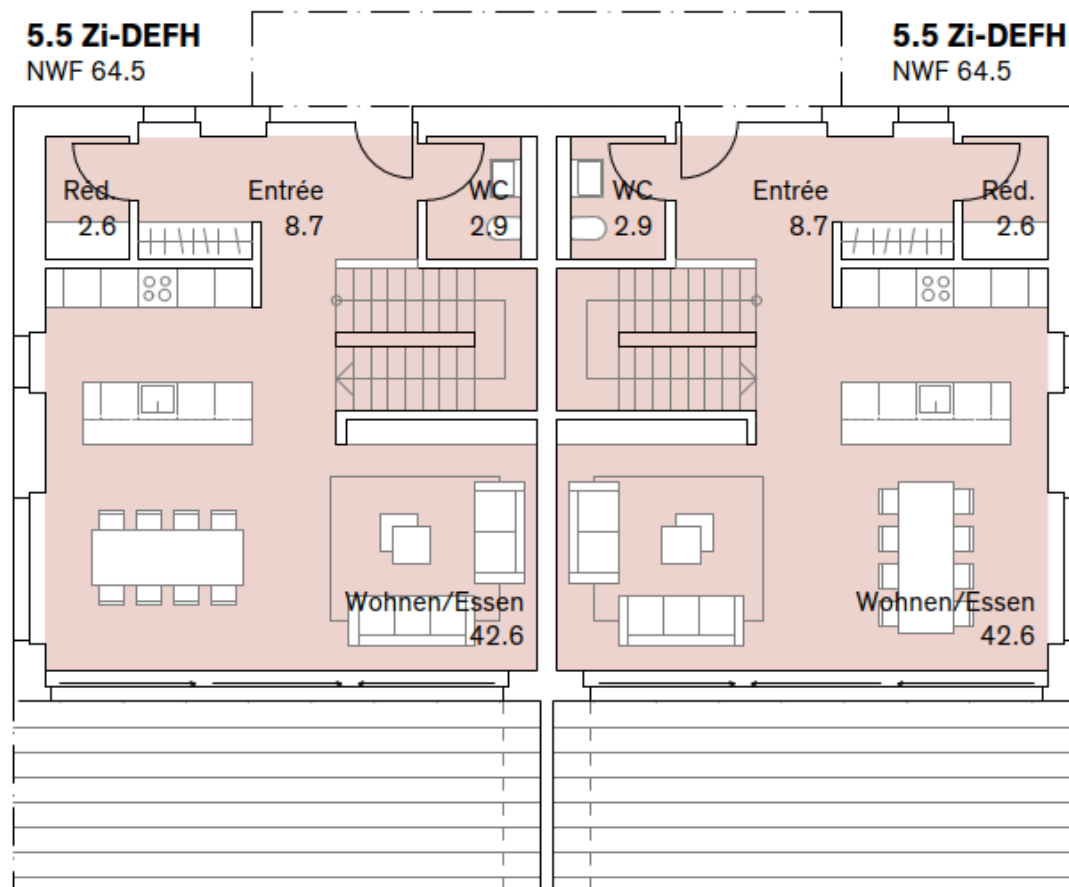 5.5 Zi-DEFH
NWF 64.5
5.5 Zi-DEFH
NWF 64.5
Réd.
2.6
Entrée
8.7
WC
2.9
WC
2.9
Entrée
8.7
Réd.
2.6
Wohnen/Essen
42.6
Wohnen/Essen
42.6